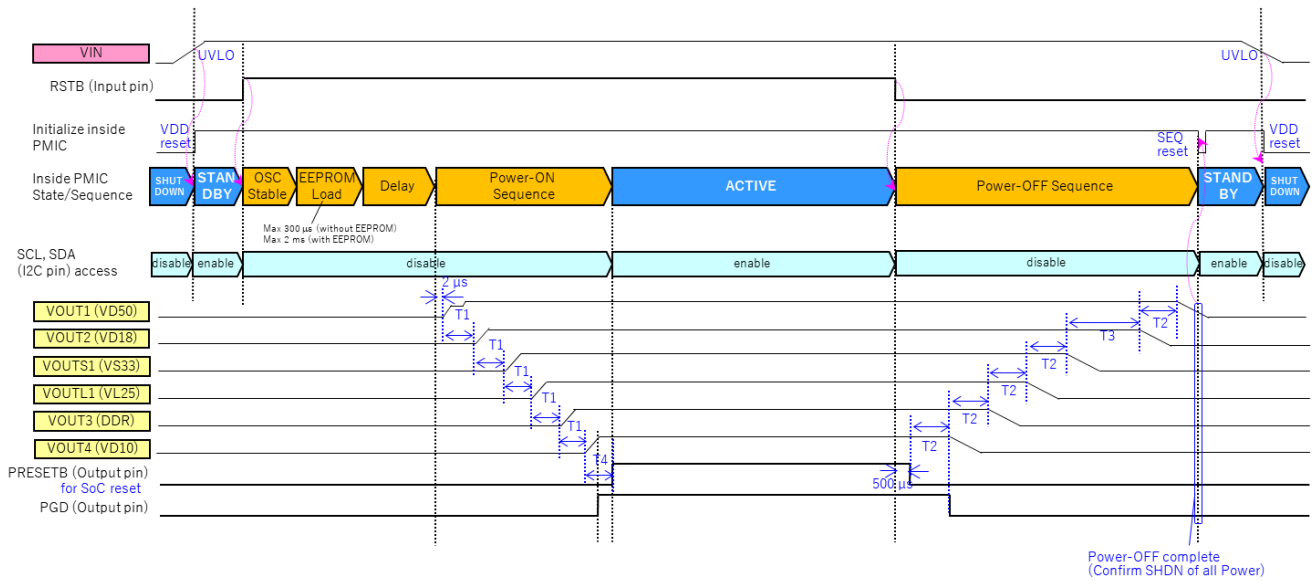 VIN
UVLO
UVLO
RSTB (Input pin)
Initialize inside
PMIC
VDD
reset
SEQ
reset
VDD
reset
Inside PMIC
State/Sequence
SHUT
DOWN
STAN
DBY
OSC
Stable
EEPROM
Load
Delay
Power-ON
Sequence
ACTIVE
Power-OFF Sequence
STAND
BY
SHUT
DOWN
Max 300 µs (without EEPROM)
Max 2 ms (with EEPROM)
SCL, SDA
(I2C pin) access
disable
enable
disable
enable
disable
enable
disable
2 µs
VOUT1 (VD50)
T1
T2
VOUT2 (VD18)
T1
T3
VOUTS1 (VS33)
T1
T2
VOUTL1 (VL25)
T1
T2
VOUT3 (DDR)
T1
T2
VOUT4 (VD10)
T4
T2
PRESETB (Output pin)
for SoC reset
500 µs
PGD (Output pin)
Power-OFF complete
(Confirm SHDN of all Power)